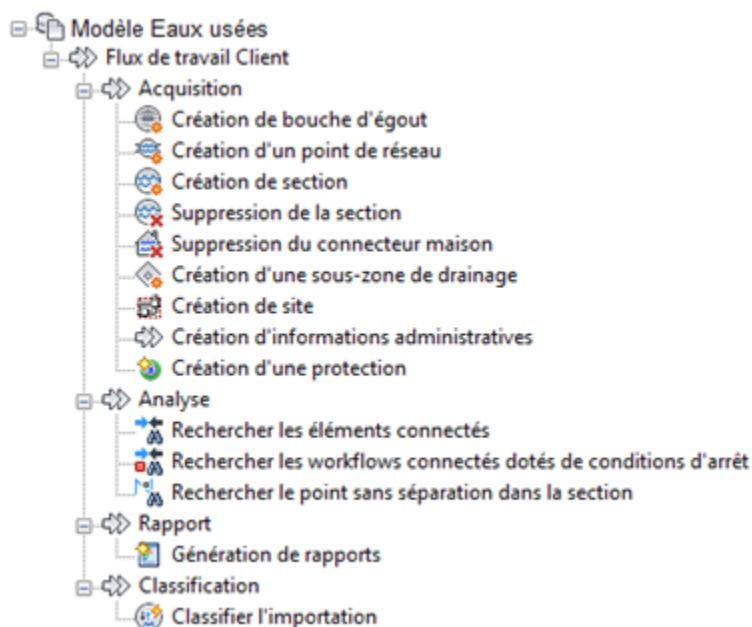 Modèle Eaux usées
Flux de travail Client
Acquisition
Création de bouche d'égout
Création d'un point de réseau
Création de section
Suppression de la section
Suppression du connecteur maison
Création d'une sous-zone de drainage
Création de site
Création d'informations administratives
Création d'une protection
Analyse
Rechercher les éléments connectés
Rechercher les workflows connectés dotés de conditions d'arrêt
Rechercher le point sans séparation dans la section
Rapport
Génération de rapports
Classification
Classifier l'importation